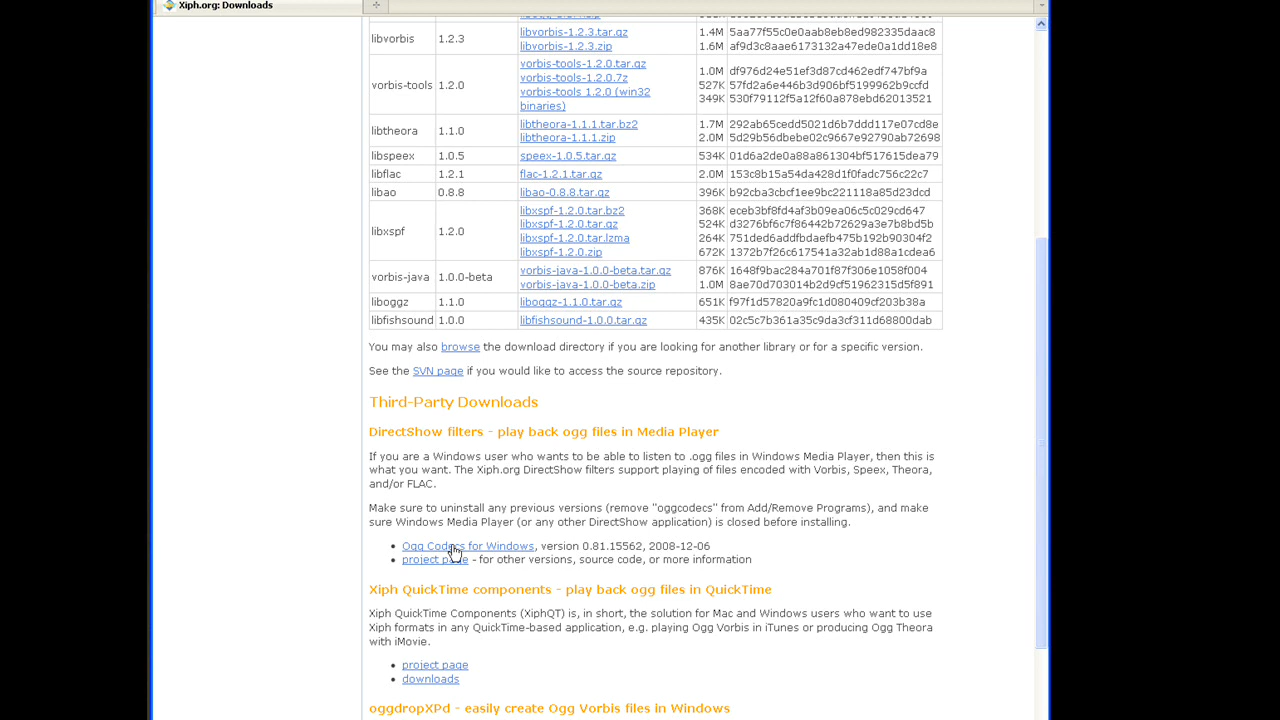 Xiph.org: Downloads
libvorbis 1.2.3 libvorbis-1.2.3.tar.gz 1.4M 5aa77f55c0e0aab8eb8ed982335daac8
libvorbis-1.2.3.zip 1.6M af9d3c8aae6173132a47ede0a1dd18e8
vorbis-tools 1.2.0 vorbis-tools-1.2.0.tar.gz 1.0M df976d24e51ef3d87cd462edf747bf9a
vorbis-tools-1.2.0.7z 527K 57fd2a6e446b3d906bf5199962b9ccfd
vorbis-tools 1.2.0 (win32 349K 530f79112f5a12f60a878ebd62013521
binaries)
libtheora 1.1.0 libtheora-1.1.1.tar.bz2 1.7M 292ab65cedd5021d6b7ddd117e07cd8e
libtheora-1.1.1.zip 2.0M 5d29b56dbebe02c9667e92790ab72698
libspeex 1.0.5 speex-1.0.5.tar.gz 534K 01d6a2de0a88a861304bf517615dea79
libflac 1.2.1 flac-1.2.1.tar.gz 2.0M 153c8b15a54da428d1f0fadc756c22c7
libao 0.8.8 libao-0.8.8.tar.gz 396K b92cba3cbcf1ee9bc221118a85d23dcd
libxspf 1.2.0 libxspf-1.2.0.tar.bz2 368K eceb3bf8fd4af3b09ea06c5c029cd647
libxspf-1.2.0.tar.gz 524K d3276bf6c7f86442b72629a3e7b8bd5b
libxspf-1.2.0.tar.lzma 264K 751ded6addfbdaefb475b192b90304f2
libxspf-1.2.0.zip 672K 1372b7f26c617541a32ab1d88a1cdea6
vorbis-java 1.0.0-beta vorbis-java-1.0.0-beta.tar.gz 876K 1648f9bac284a701f87f306e1058f004
vorbis-java-1.0.0-beta.zip 1.0M 8ae70d703014b2d9cf51962315d5f891
liboggz 1.1.0 liboggz-1.1.0.tar.gz 651K f97f1d57820a9fc1d080409cf203b38a
libfishsound 1.0.0 libfishsound-1.0.0.tar.gz 435K 02c5c7b361a35c9da3cf311d68800dab
You may also browse the download directory if you are looking for another library or for a specific version.
See the SVN page if you would like to access the source repository.
Third-Party Downloads
DirectShow filters - play back ogg files in Media Player
If you are a Windows user who wants to be able to listen to .ogg files in Windows Media Player, then this is
what you want. The Xiph.org DirectShow filters support playing of files encoded with Vorbis, Speex, Theora,
and/or FLAC.
Make sure to uninstall any previous versions (remove "oggcodecs" from Add/Remove Programs), and make
sure Windows Media Player (or any other DirectShow application) is closed before installing.
• Ogg Codecs for Windows, version 0.81.15562, 2008-12-06
• project page - for other versions, source code, or more information
Xiph QuickTime components - play back ogg files in QuickTime
Xiph QuickTime Components (XiphQT) is, in short, the solution for Mac and Windows users who want to use
Xiph formats in any QuickTime-based application, e.g. playing Ogg Vorbis in iTunes or producing Ogg Theora
with iMovie.
• project page
• downloads
oggdropXPd - easily create Ogg Vorbis files in Windows